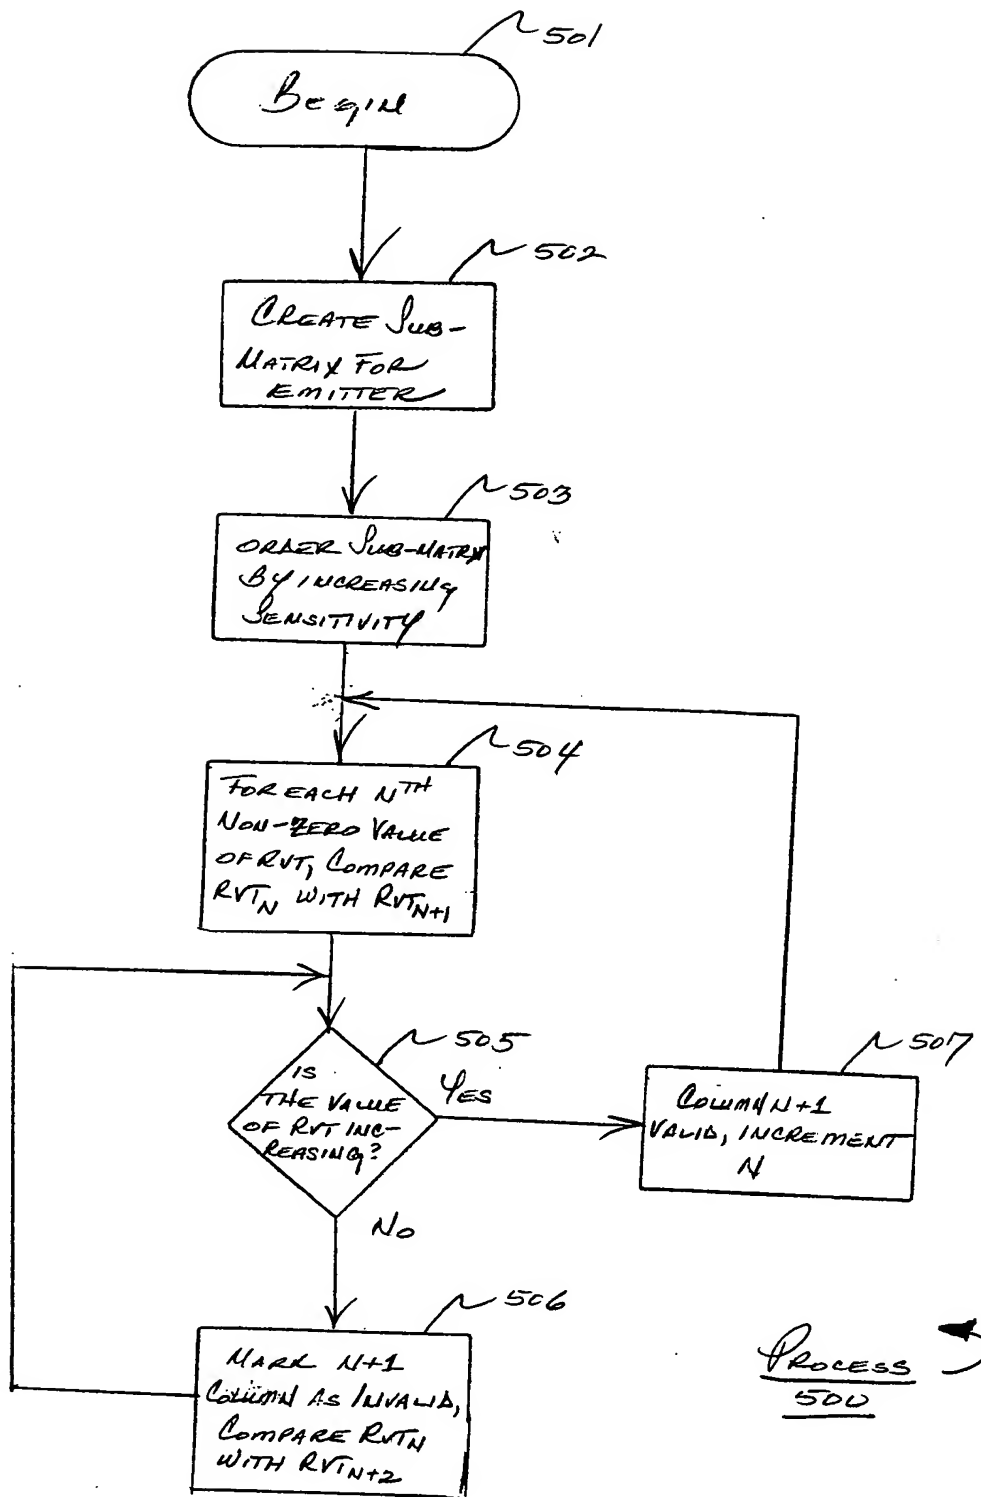 501
Begin
502
CREATE SUB-
MATRIX FOR
EMITTER
503
ORDER SUB-MATRIX
BY INCREASING
SENSITIVITY
504
FOR EACH NTH
NON-ZERO VALUE
OF RVT, COMPARE
RVTN WITH RVTN+1
505
IS
THE VALUE
OF RVT INC-
REASING?
YES
507
COLUMN N+1
VALID, INCREMENT
N
NO
506
MARK N+1
COLUMN AS INVALID,
COMPARE RVTN
WITH RVTN+2
PROCESS
500